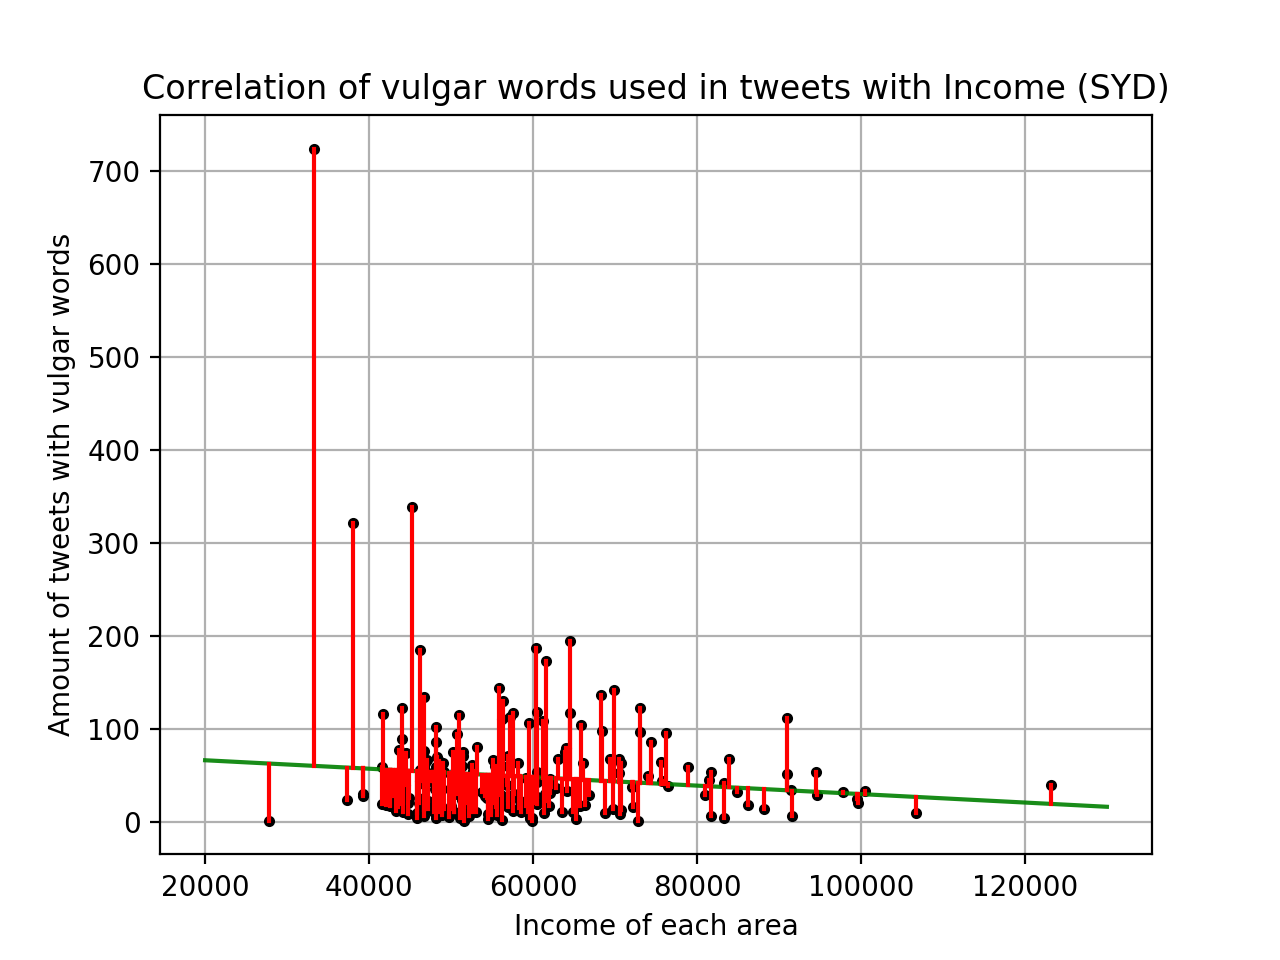 Correlation of vulgar words used in tweets with Income (SYD)
Amount of tweets with vulgar words
700
600
500
400
300
200
100
0
20000 40000 60000 80000 100000 120000
Income of each area